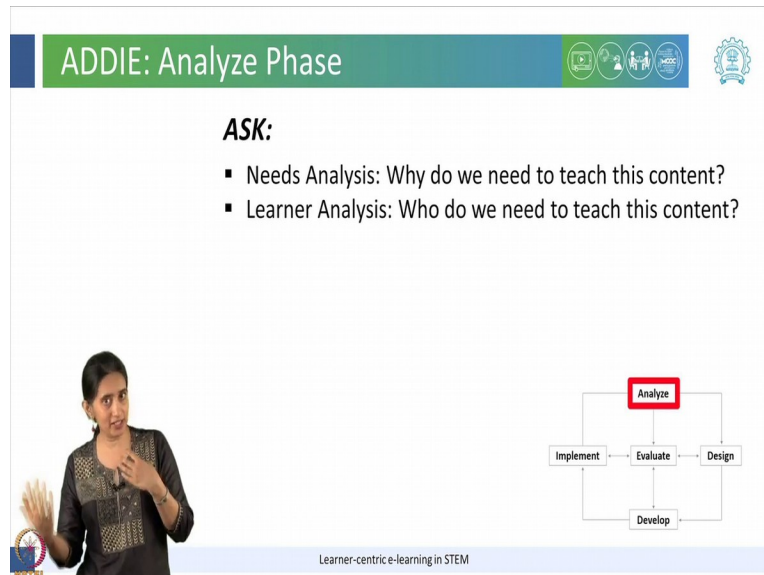 ADDIE: Analyze Phase
MOOC
ASK:
▪ Needs Analysis: Why do we need to teach this content?
▪ Learner Analysis: Who do we need to teach this content?
Analyze
Implement
Evaluate
Design
Develop
Learner-centric e-learning in STEM